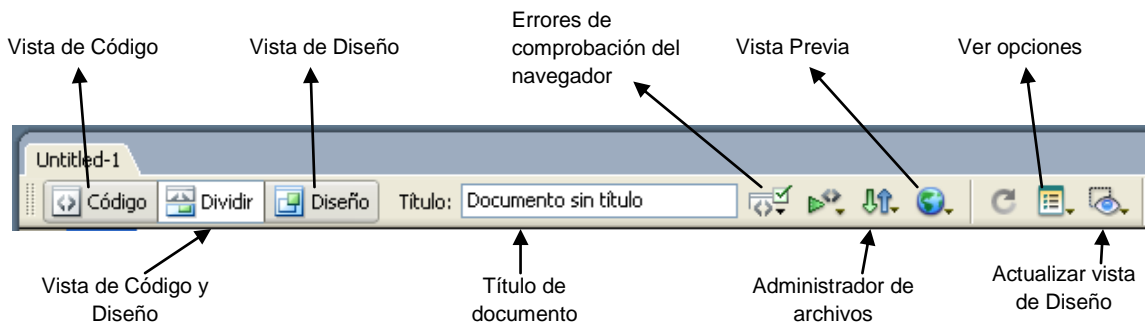 Errores de
comprobación del
navegador
Vista de Código
Vista de Diseño
Vista Previa
Ver opciones
Untitled-1
Código
Dividir
Diseño
Título:
Documento sin título
Vista de Código y
Diseño
Título de
documento
Administrador de
archivos
Actualizar vista
de Diseño